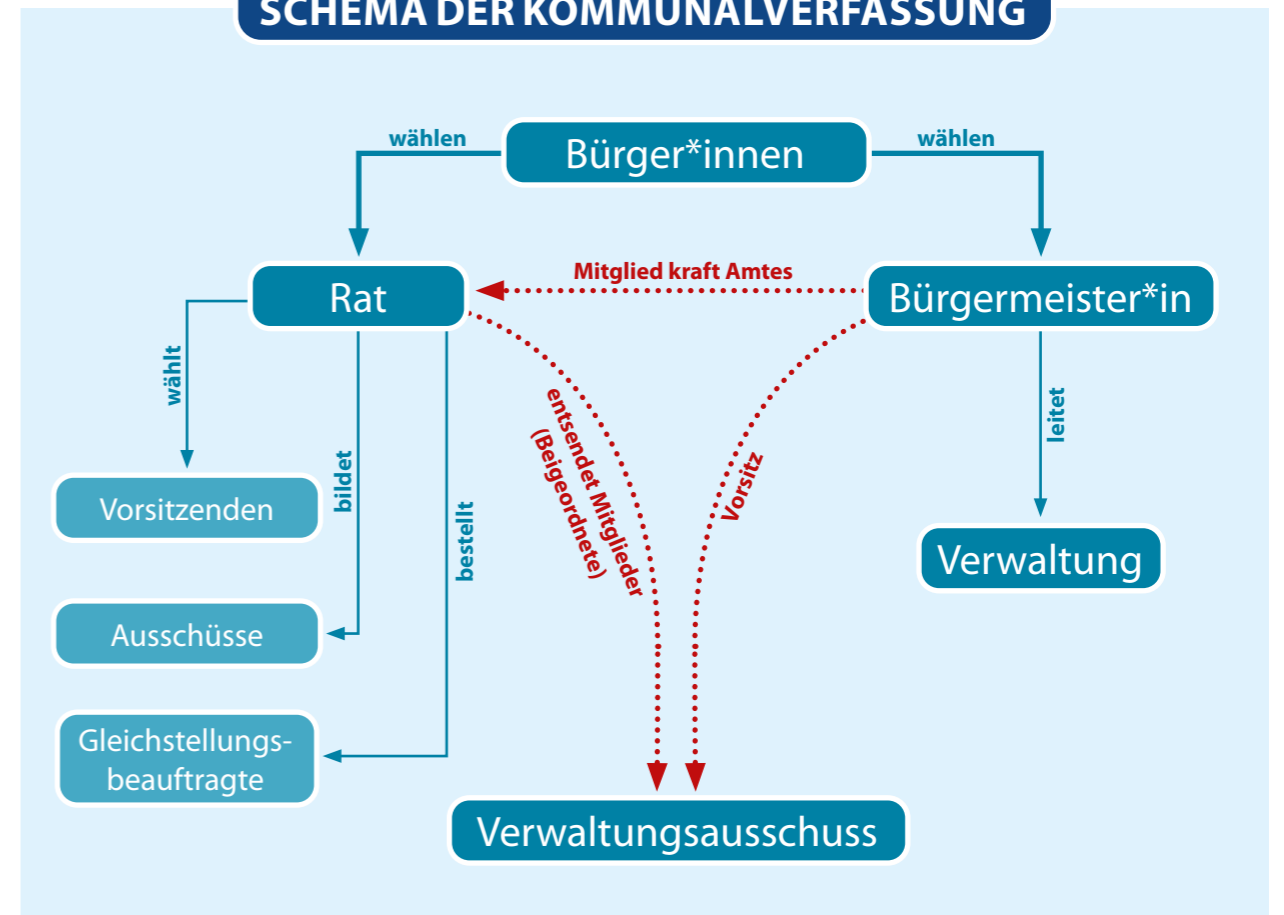 SCHEMA DER KOMMUNALVERFASSUNG
wählen
Bürger*innen
wählen
Rat
Mitglied kraft Amtes
Bürgermeister*in
wählt
bildet
bestellt
entsendet Mitglieder
(Beigeordnete)
Vorsitz
leitet
Vorsitzenden
Verwaltung
Ausschüsse
Gleichstellungs-
beauftragte
Verwaltungsausschuss